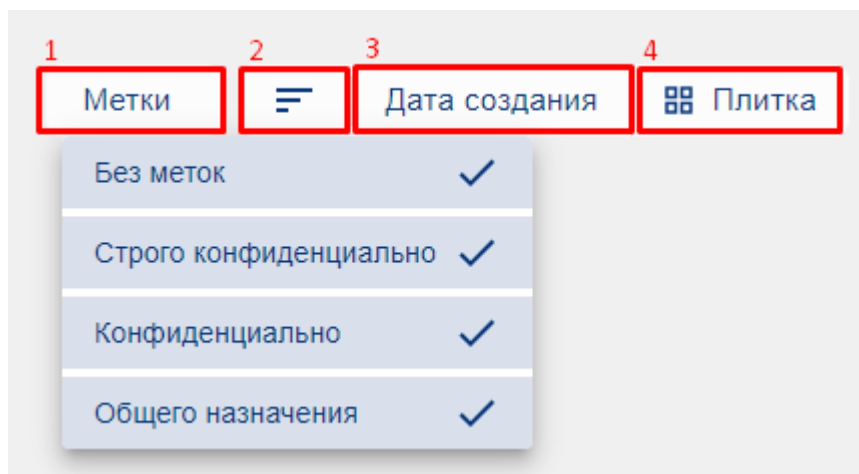 1 2 3 4
Метки Дата создания Плитка
Без меток
Строго конфиденциально
Конфиденциально
Общего назначения